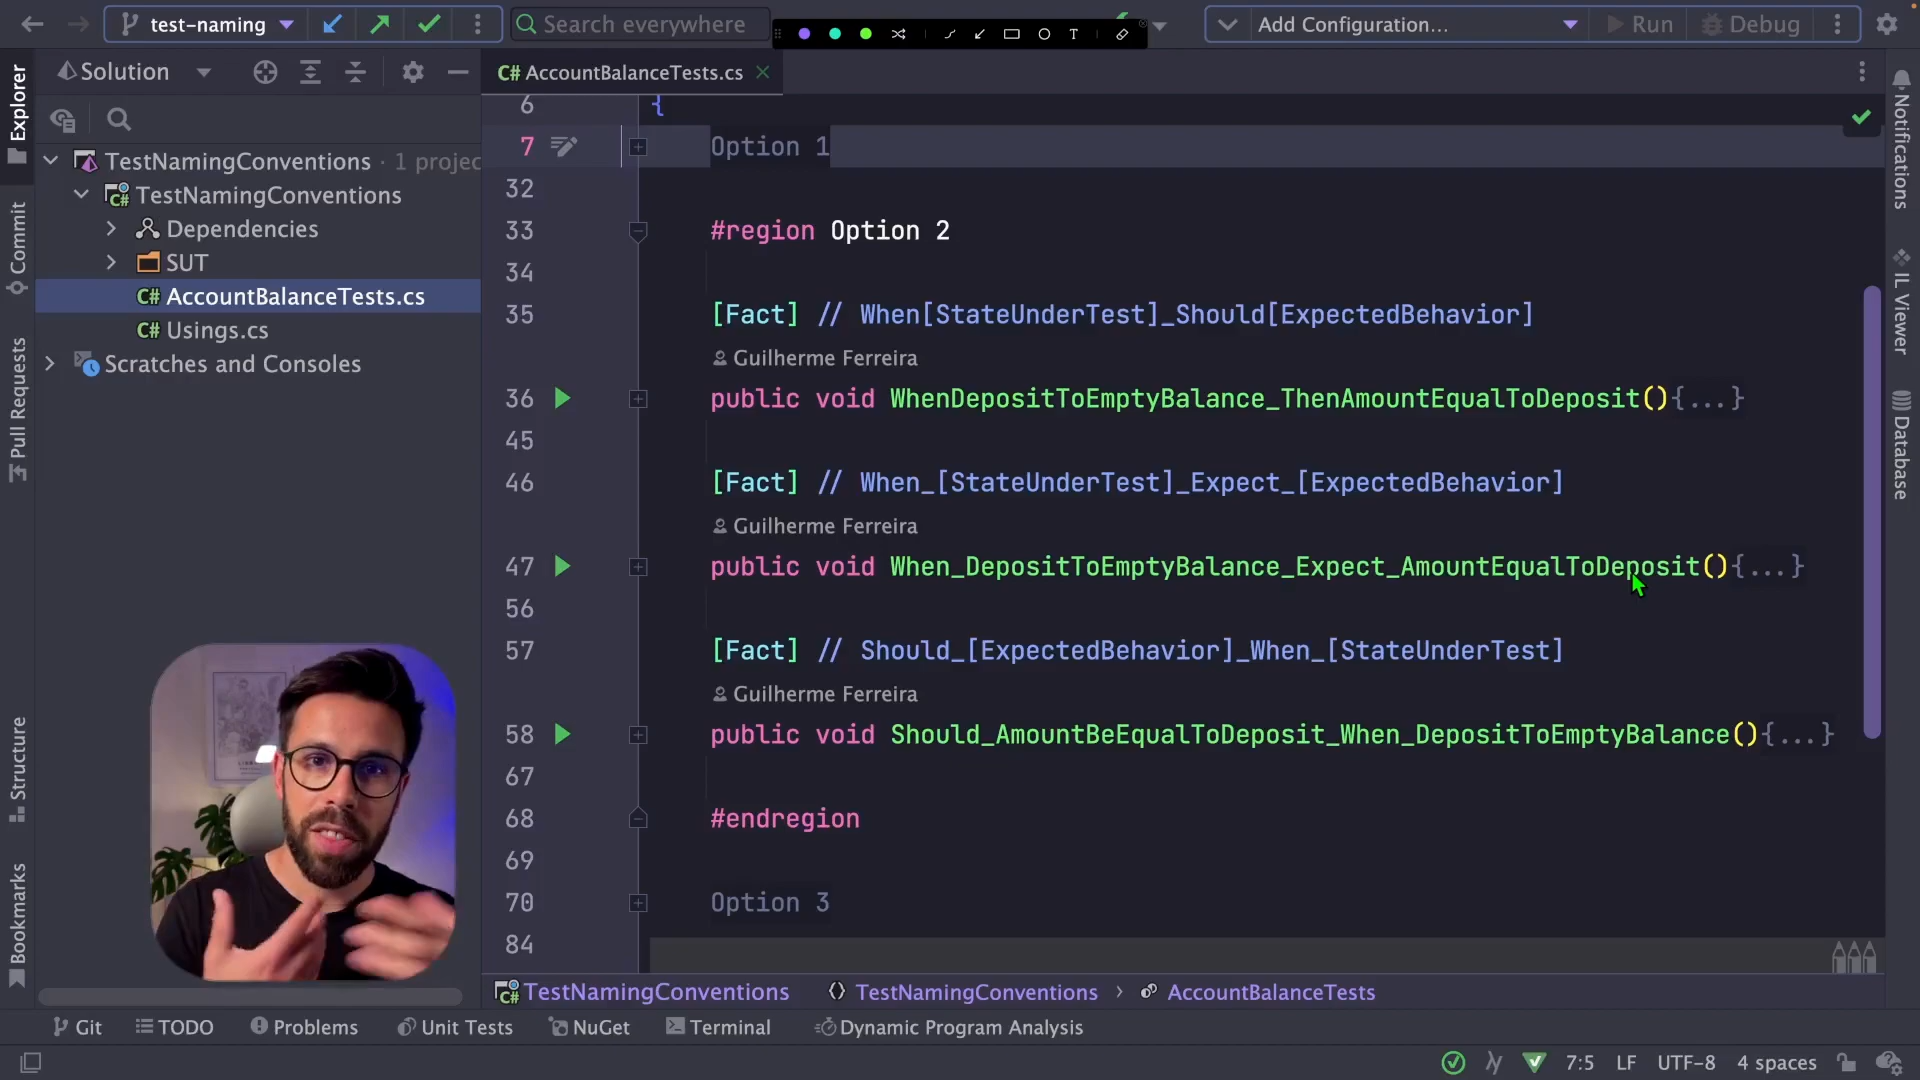 test-naming
Search everywhere
T
Add Configuration...
Run
Debug
Explorer
Commit
Pull Requests
Structure
Bookmarks
Solution
TestNamingConventions · 1 projec
TestNamingConventions
Dependencies
SUT
C# AccountBalanceTests.cs
C# Usings.cs
Scratches and Consoles
C# AccountBalanceTests.cs
6 {
7 Option 1
32
33 #region Option 2
34
35 [Fact] // When[StateUnderTest]_Should[ExpectedBehavior]
Guilherme Ferreira
36 public void WhenDepositToEmptyBalance_ThenAmountEqualToDeposit(){...}
45
46 [Fact] // When_[StateUnderTest]_Expect_[ExpectedBehavior]
Guilherme Ferreira
47 public void When_DepositToEmptyBalance_Expect_AmountEqualToDeposit(){...}
56
57 [Fact] // Should_[ExpectedBehavior]_When_[StateUnderTest]
Guilherme Ferreira
58 public void Should_AmountBeEqualToDeposit_When_DepositToEmptyBalance(){...}
67
68 #endregion
69
70 Option 3
84
Notifications
IL Viewer
Database
TestNamingConventions
TestNamingConventions › AccountBalanceTests
Git
TODO
Problems
Unit Tests
NuGet
Terminal
Dynamic Program Analysis
7:5
LF
UTF-8
4 spaces